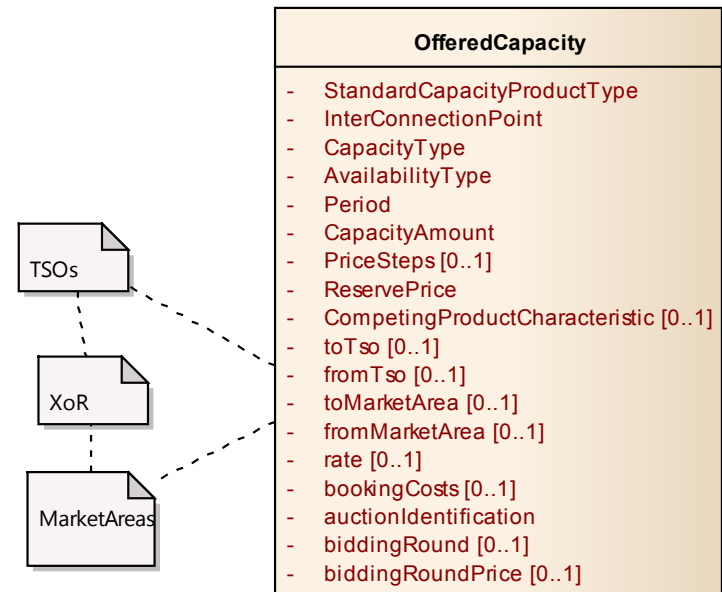 OfferedCapacity
- StandardCapacityProductType
- InterConnectionPoint
- CapacityType
- AvailabilityType
- Period
- CapacityAmount
- PriceSteps [0..1]
- ReservePrice
- CompetingProductCharacteristic [0..1]
- toTso [0..1]
- fromTso [0..1]
- toMarketArea [0..1]
- fromMarketArea [0..1]
- rate [0..1]
- bookingCosts [0..1]
- auctionIdentification
- biddingRound [0..1]
- biddingRoundPrice [0..1]
TSOs
XoR
MarketAreas